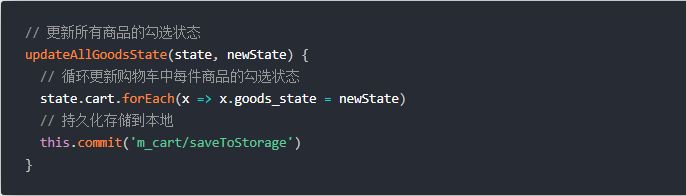 // 更新所有商品的勾选状态
updateAllGoodsState(state, newState) {
  // 循环更新购物车中每件商品的勾选状态
  state.cart.forEach(x => x.goods_state = newState)
  // 持久化存储到本地
  this.commit('m_cart/saveToStorage')
}